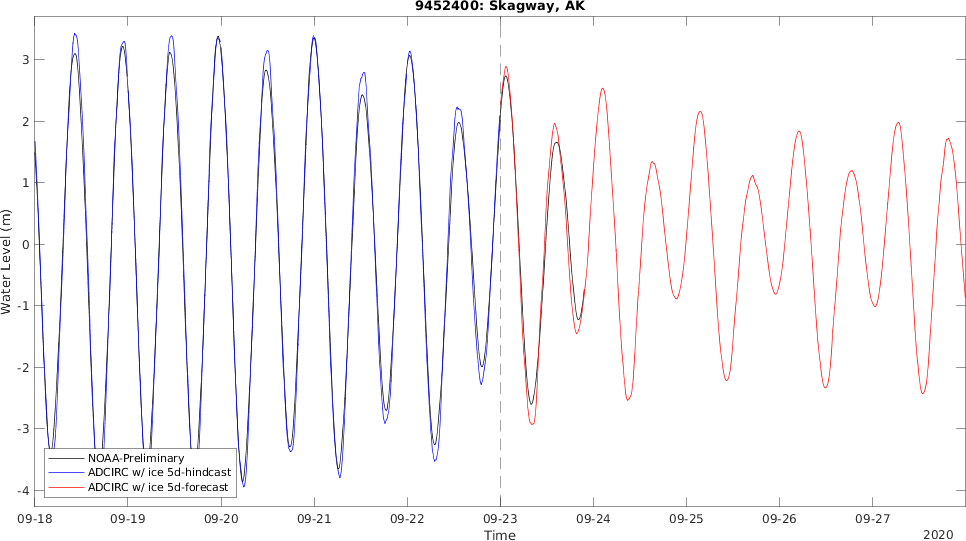 9452400: Skagway, AK
Water Level (m)
3
2
1
0
-1
-2
-3
-4
NOAA-Preliminary
ADCIRC w/ ice 5d-hindcast
ADCIRC w/ ice 5d-forecast
09-18 09-19 09-20 09-21 09-22 09-23 09-24 09-25 09-26 09-27
Time
2020